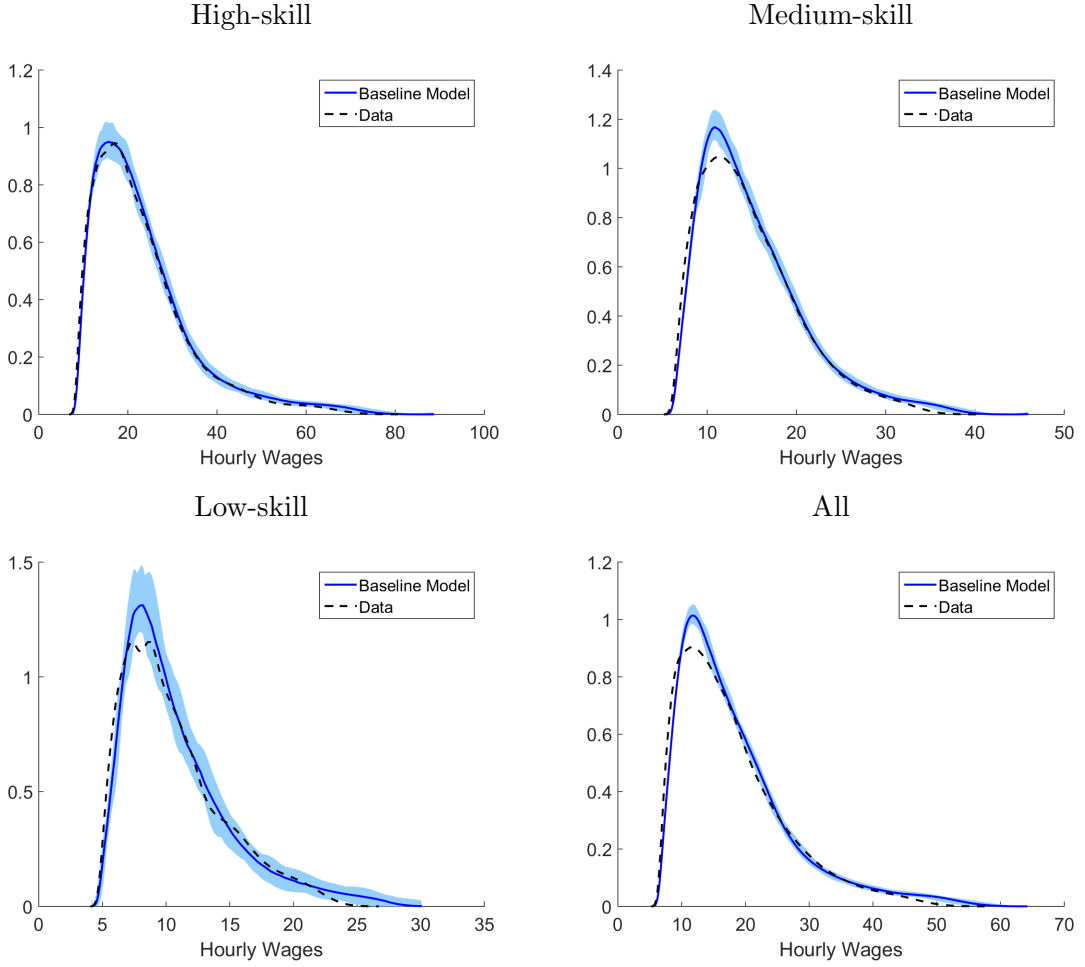 High-skill
1.2
1
0.8
0.6
0.4
0.2
0
0 20 40 60 80 100
Hourly Wages
Baseline Model
Data
Medium-skill
1.4
1.2
1
0.8
0.6
0.4
0.2
0
0 10 20 30 40 50
Hourly Wages
Baseline Model
Data
Low-skill
1.5
1
0.5
0
0 5 10 15 20 25 30 35
Hourly Wages
Baseline Model
Data
All
1.2
1
0.8
0.6
0.4
0.2
0
0 10 20 30 40 50 60 70
Hourly Wages
Baseline Model
Data